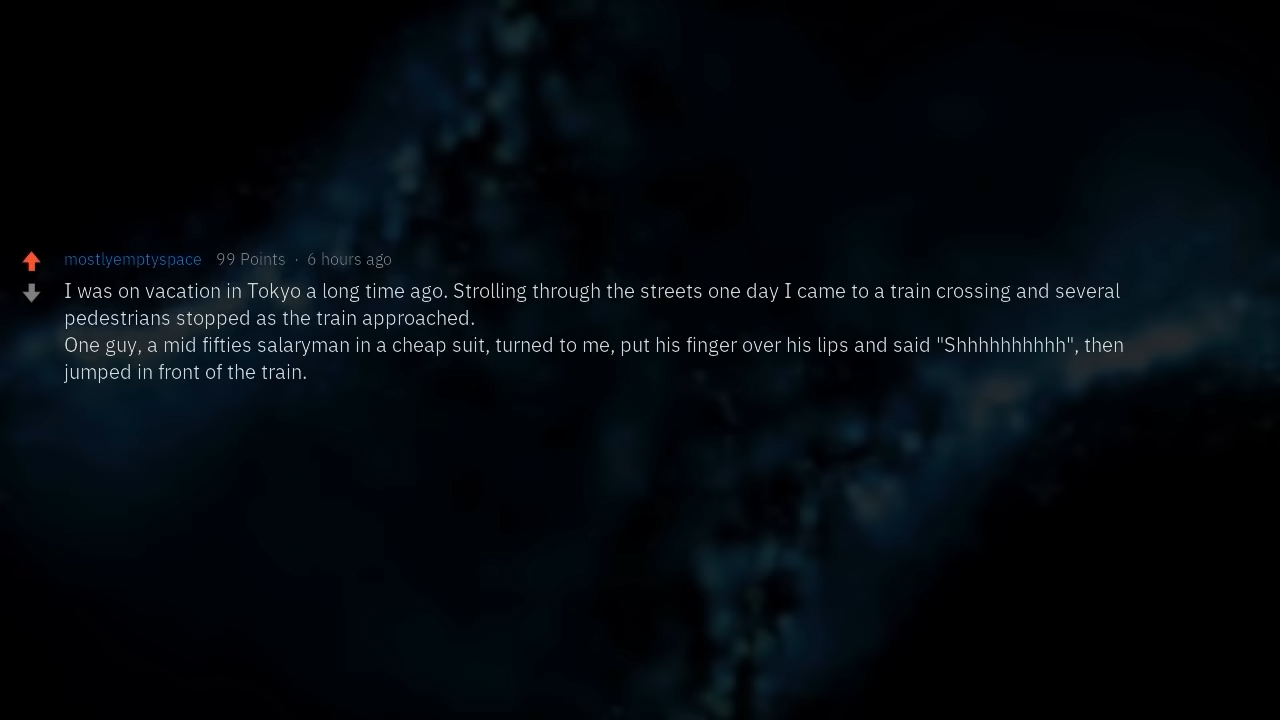 mostlyemptyspace 99 Points · 6 hours ago
I was on vacation in Tokyo a long time ago. Strolling through the streets one day I came to a train crossing and several
pedestrians stopped as the train approached.
One guy, a mid fifties salaryman in a cheap suit, turned to me, put his finger over his lips and said "Shhhhhhhhhh", then
jumped in front of the train.